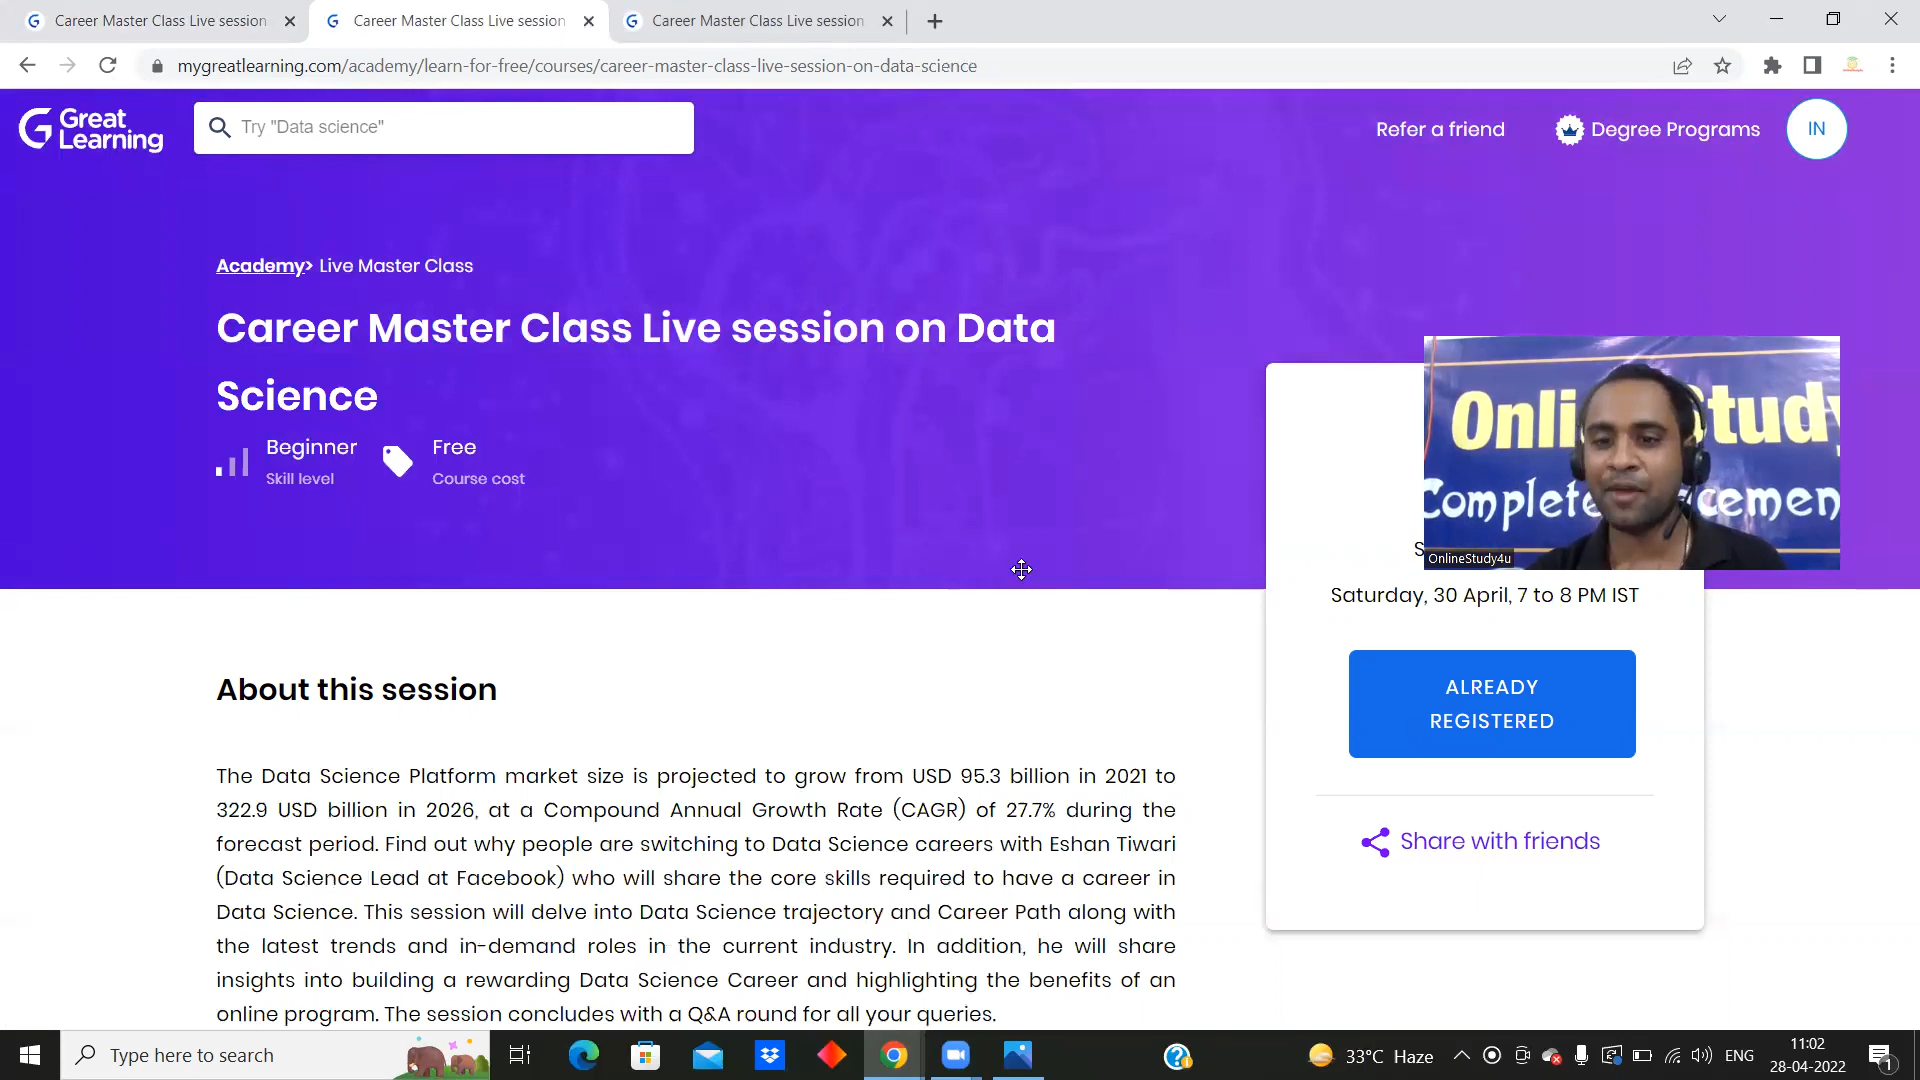 Career Master Class Live session
Career Master Class Live session
Career Master Class Live session
mygreatlearning.com/academy/learn-for-free/courses/career-master-class-live-session-on-data-science
Great
Learning
Try "Data science"
Refer a friend
Degree Programs
IN
Academy> Live Master Class
Career Master Class Live session on Data
Science
Beginner
Skill level
Free
Course cost
Onli
Study
Complete
cemen
OnlineStudy4u
S
Saturday, 30 April, 7 to 8 PM IST
ALREADY
REGISTERED
Share with friends
About this session
The Data Science Platform market size is projected to grow from USD 95.3 billion in 2021 to
322.9 USD billion in 2026, at a Compound Annual Growth Rate (CAGR) of 27.7% during the
forecast period. Find out why people are switching to Data Science careers with Eshan Tiwari
(Data Science Lead at Facebook) who will share the core skills required to have a career in
Data Science. This session will delve into Data Science trajectory and Career Path along with
the latest trends and in-demand roles in the current industry. In addition, he will share
insights into building a rewarding Data Science Career and highlighting the benefits of an
online program. The session concludes with a Q&A round for all your queries.
Type here to search
33°C Haze
ENG
11:02
28-04-2022
1